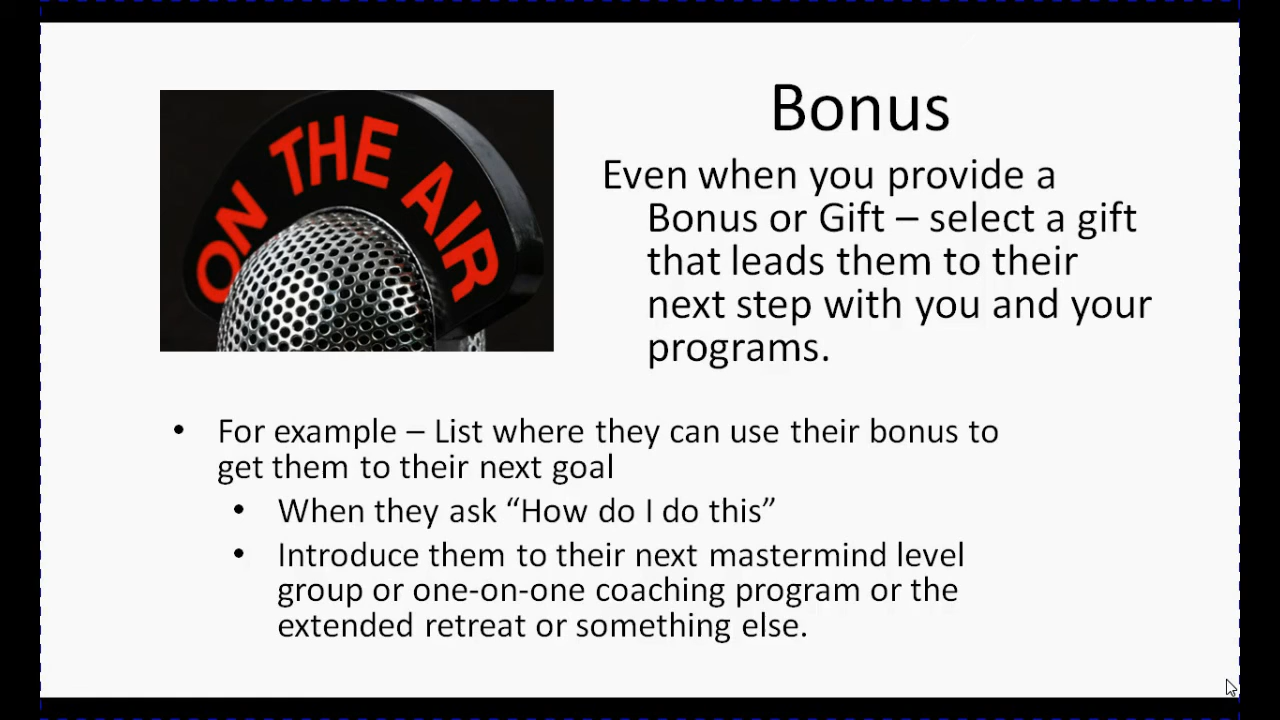 ON THE AIR
Bonus
Even when you provide a
Bonus or Gift – select a gift
that leads them to their
next step with you and your
programs.
• For example – List where they can use their bonus to
get them to their next goal
• When they ask “How do I do this”
• Introduce them to their next mastermind level
group or one-on-one coaching program or the
extended retreat or something else.